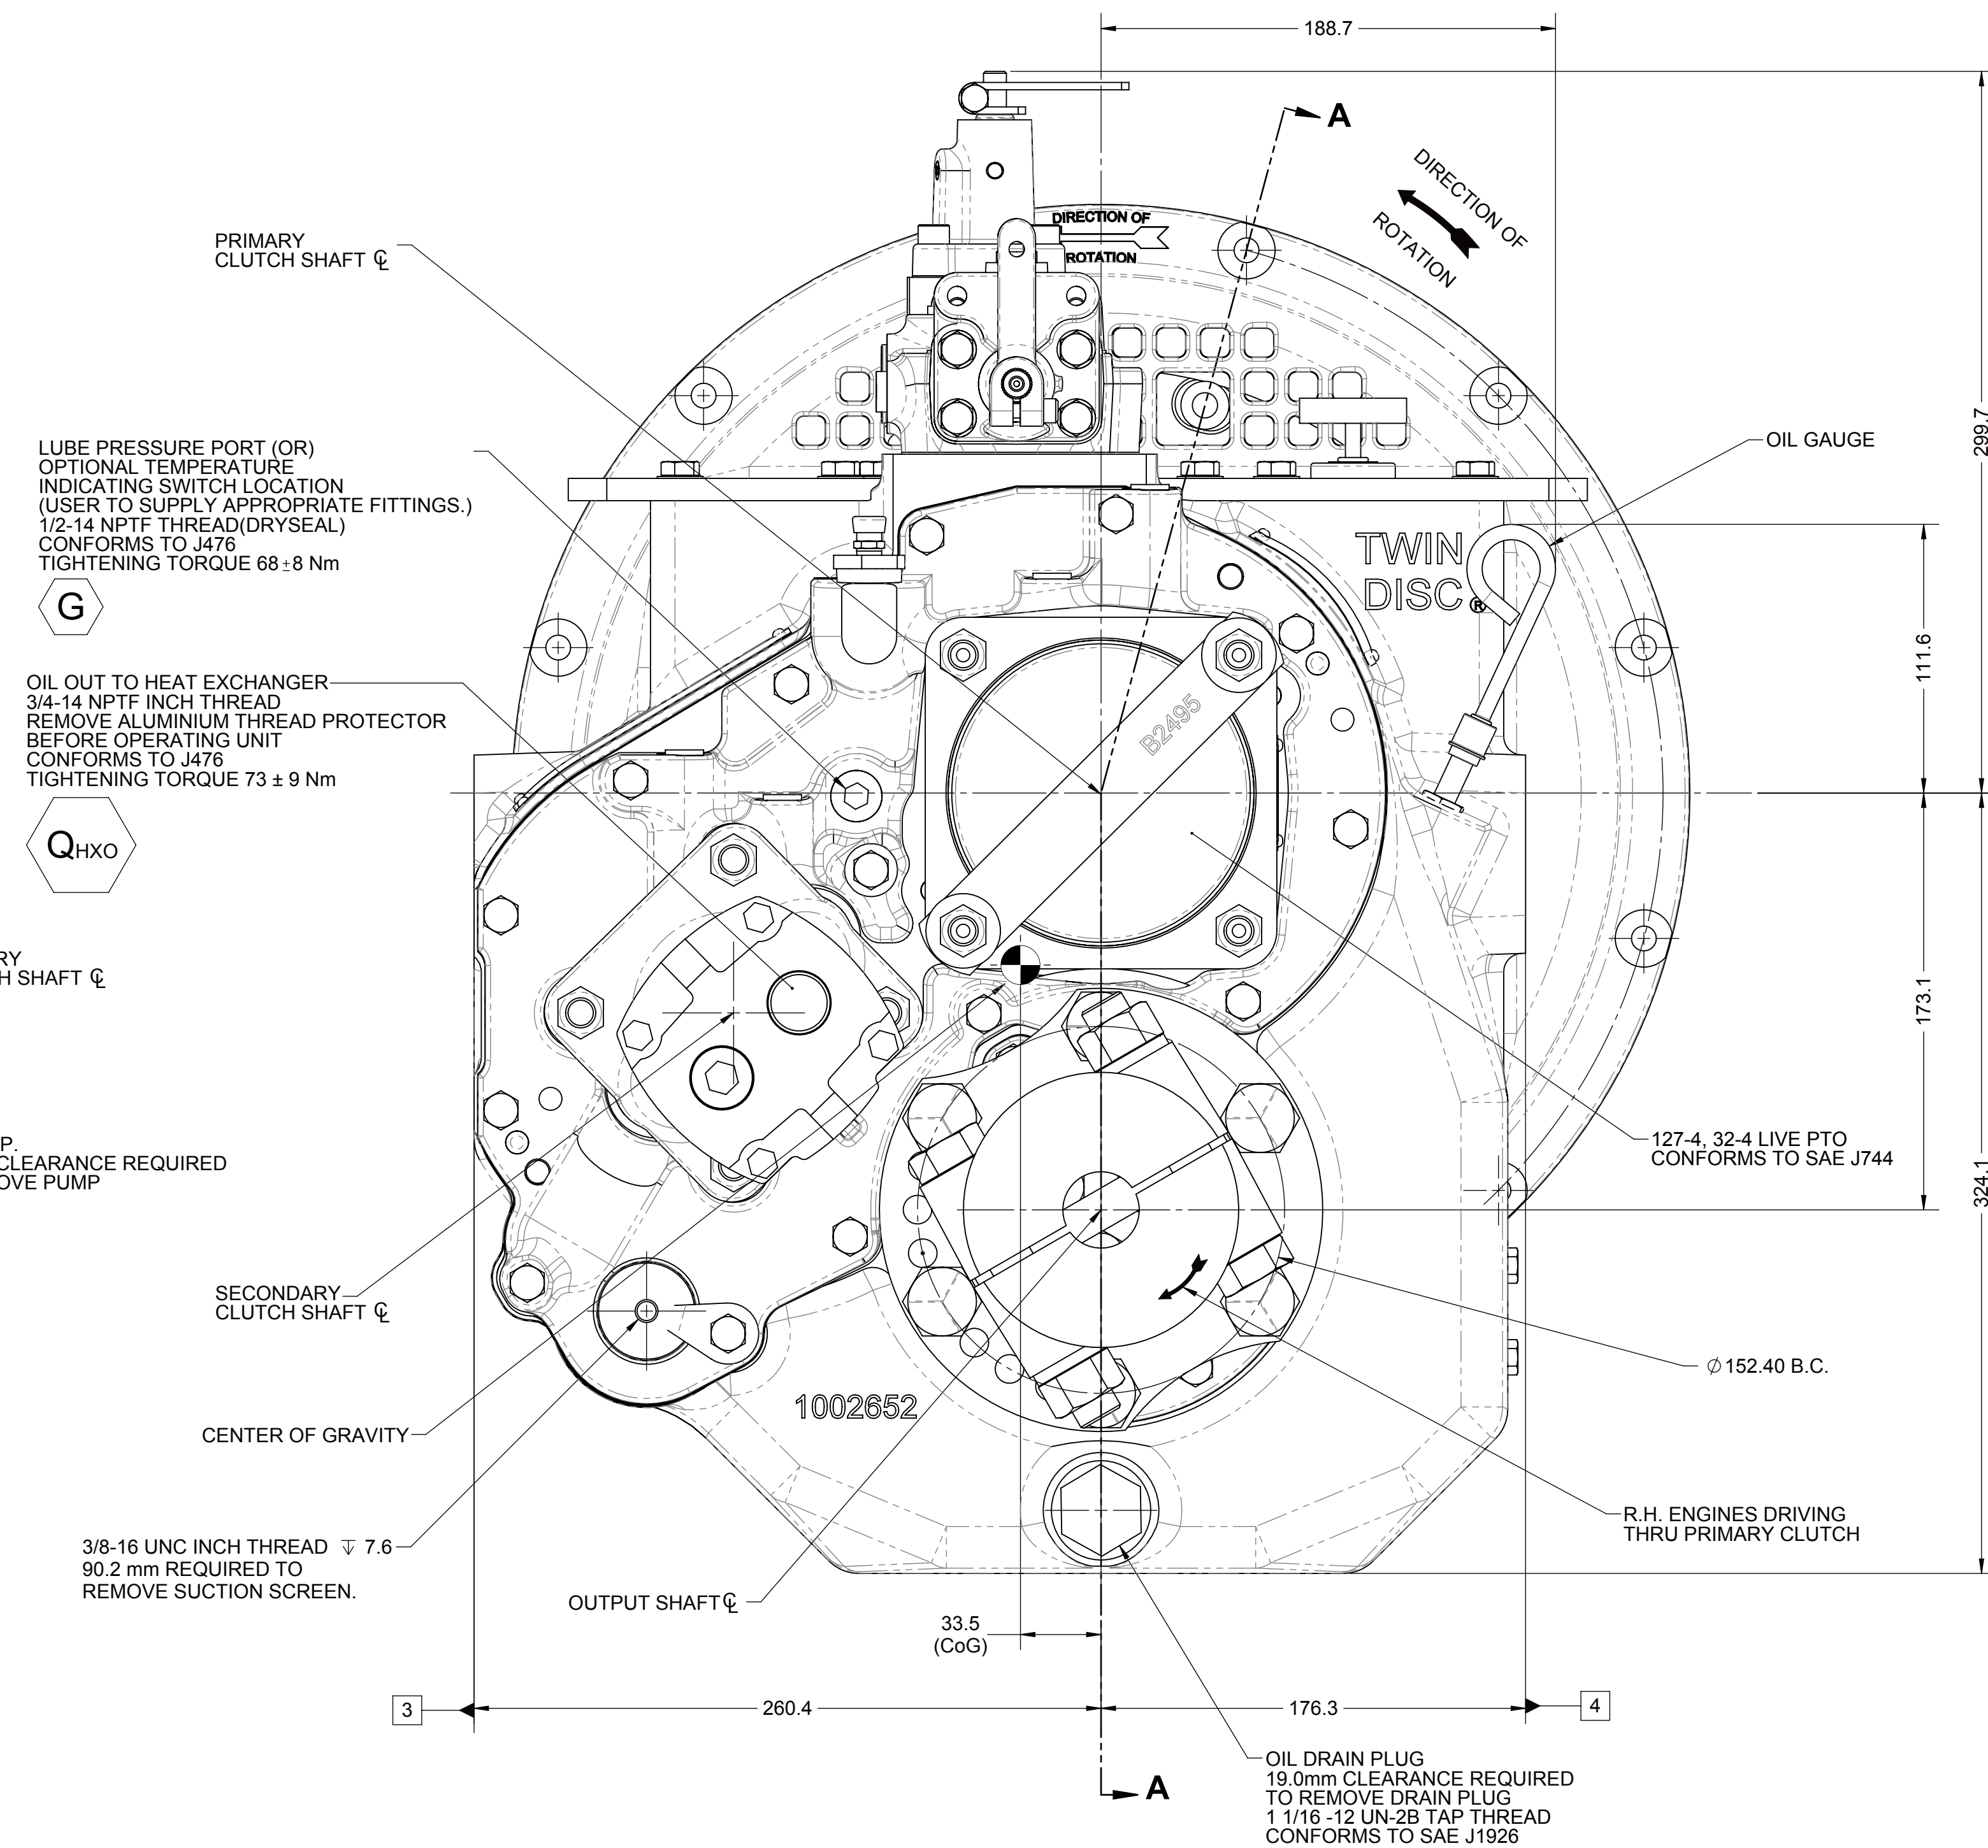 188.7
A
DIRECTION OF
ROTATION
DIRECTION OF
ROTATION
PRIMARY
CLUTCH SHAFT ℄
299.7
LUBE PRESSURE PORT (OR)
OPTIONAL TEMPERATURE
INDICATING SWITCH LOCATION
(USER TO SUPPLY APPROPRIATE FITTINGS.)
1/2-14 NPTF THREAD(DRYSEAL)
CONFORMS TO J476
TIGHTENING TORQUE 68±8 Nm
G
OIL GAUGE
TWIN
DISC®
111.6
OIL OUT TO HEAT EXCHANGER
3/4-14 NPTF INCH THREAD
REMOVE ALUMINIUM THREAD PROTECTOR
BEFORE OPERATING UNIT
CONFORMS TO J476
TIGHTENING TORQUE 73 ± 9 Nm
QHXO
B2495
RY
H SHAFT ℄
173.1
P.
CLEARANCE REQUIRED
OVE PUMP
127-4, 32-4 LIVE PTO
CONFORMS TO SAE J744
324.1
SECONDARY
CLUTCH SHAFT ℄
Ø 152.40 B.C.
1002652
CENTER OF GRAVITY
R.H. ENGINES DRIVING
THRU PRIMARY CLUTCH
3/8-16 UNC INCH THREAD ↧ 7.6
90.2 mm REQUIRED TO
REMOVE SUCTION SCREEN.
OUTPUT SHAFT ℄
33.5
(CoG)
3
260.4
176.3
4
OIL DRAIN PLUG
19.0mm CLEARANCE REQUIRED
TO REMOVE DRAIN PLUG
1 1/16 -12 UN-2B TAP THREAD
CONFORMS TO SAE J1926
A